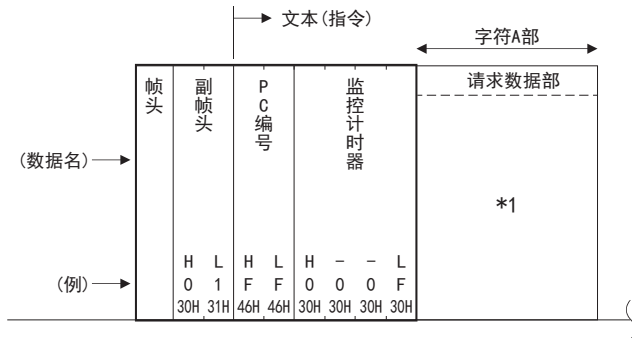 文本(指令)
字符A部
帧头
副帧头
PC编号
监控计时器
请求数据部
(数据名)
*1
H L H L H - - L
(例)
0 1 F F 0 0 0 F
30H 31H 46H 46H 30H 30H 30H 30H